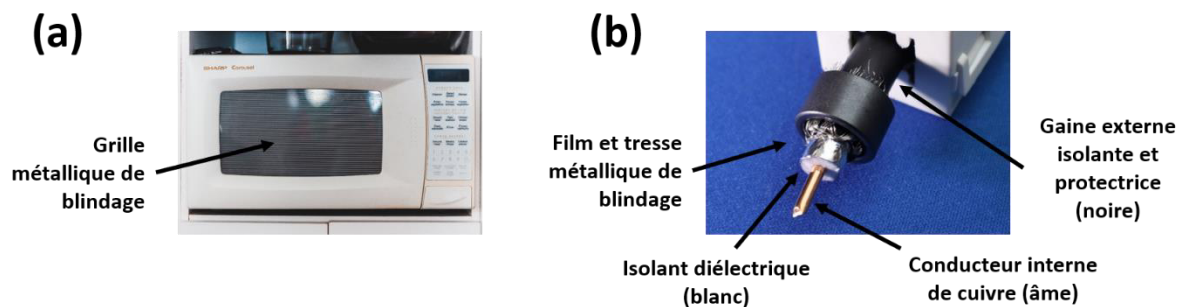 (a)
SHARP Carousel
Grille
métallique de
blindage
(b)
Film et tresse
métallique de
blindage
Gaine externe
isolante et
protectrice
(noire)
Isolant diélectrique
(blanc)
Conducteur interne
de cuivre (âme)